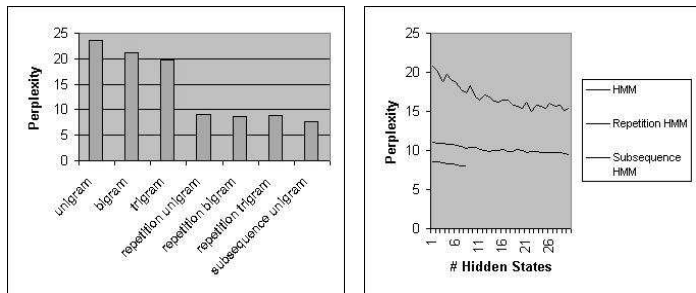 25
20
15
10
5
0
Perplexity
unigram
bigram
trigram
repetition unigram
repetition bigram
repetition trigram
subsequence unigram
25
20
15
10
5
0
Perplexity
1
6
11
16
21
26
# Hidden States
HMM
Repetition HMM
Subsequence
HMM